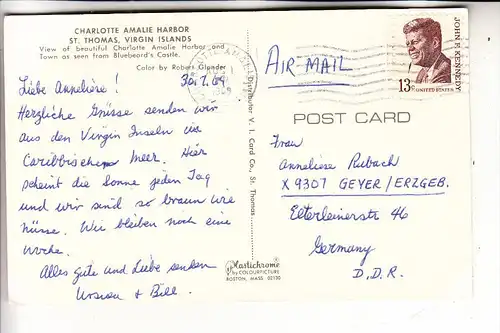 CHARLOTTE AMALIE HARBOR
ST. THOMAS, VIRGIN ISLANDS
View of beautiful Charlotte Amalie Harbor and
Town as seen from Bluebeard's Castle.
Color by Robert Glander
30.7.69
Liebe Anneliese!
Herzliche Grüsse senden wir
aus den Virgin Inseln im
Caribbischen Meer. Hier
scheint die Sonne jeden Tag
und wir sind so braun wie
Nüsse. Wir bleiben noch eine
Woche.
Alles gute und Liebe senden
Ursula + Bill.
Distributor V. I. Card Co., St. Thomas
Plastichrome®
by COLOURPICTURE
BOSTON, MASS 02130
AIR-MAIL
JOHN F. KENNEDY
13c
UNITED STATES
POST CARD
Frau
Anneliese Rubach
X 9307 GEYER/ERZGEB.
Elterleinerstr 46
Germany
D.D.R.